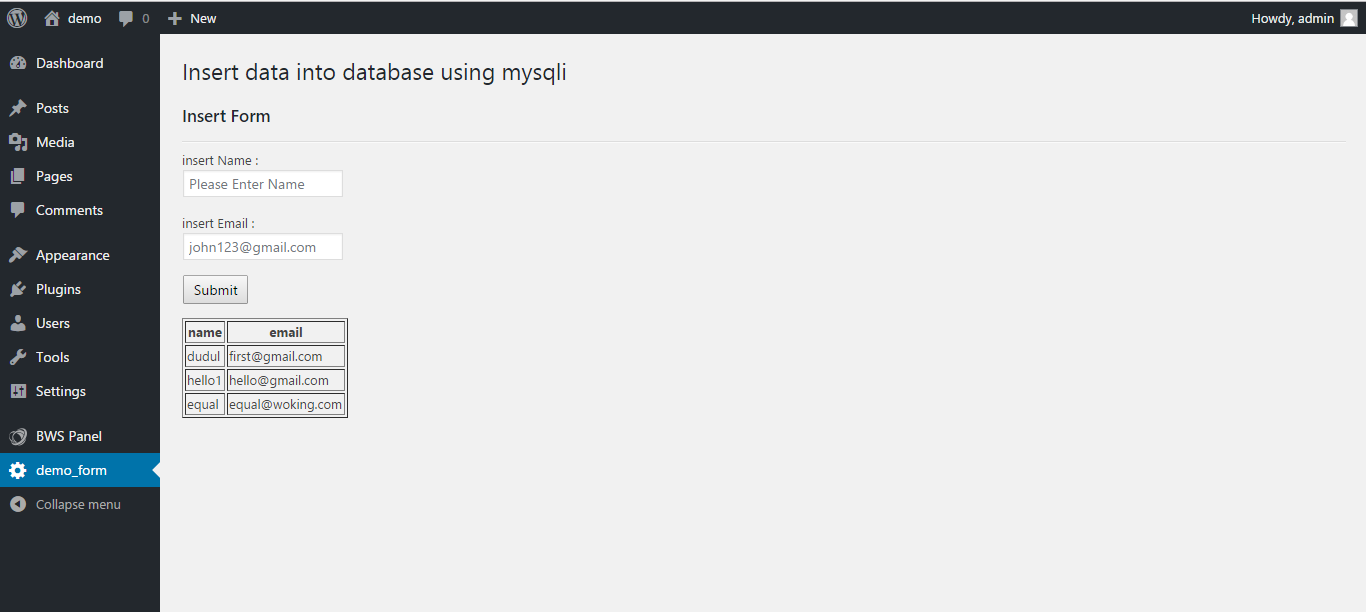 demo 0 New Howdy, admin
Dashboard
Posts
Media
Pages
Comments
Appearance
Plugins
Users
Tools
Settings
BWS Panel
demo_form
Collapse menu
Insert data into database using mysqli
Insert Form
insert Name :
Please Enter Name
insert Email :
john123@gmail.com
Submit
name email
dudul first@gmail.com
hello1 hello@gmail.com
equal equal@woking.com